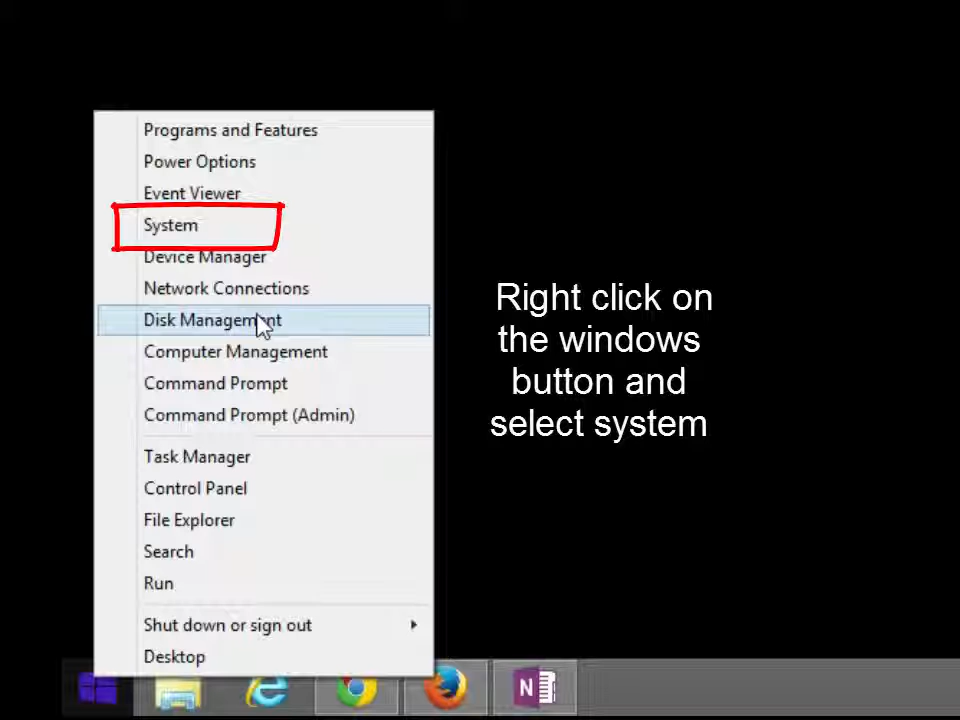 Programs and Features
Power Options
Event Viewer
System
Device Manager
Network Connections
Disk Management
Computer Management
Command Prompt
Command Prompt (Admin)
Task Manager
Control Panel
File Explorer
Search
Run
Shut down or sign out
Desktop
Right click on
the windows
button and
select system
N